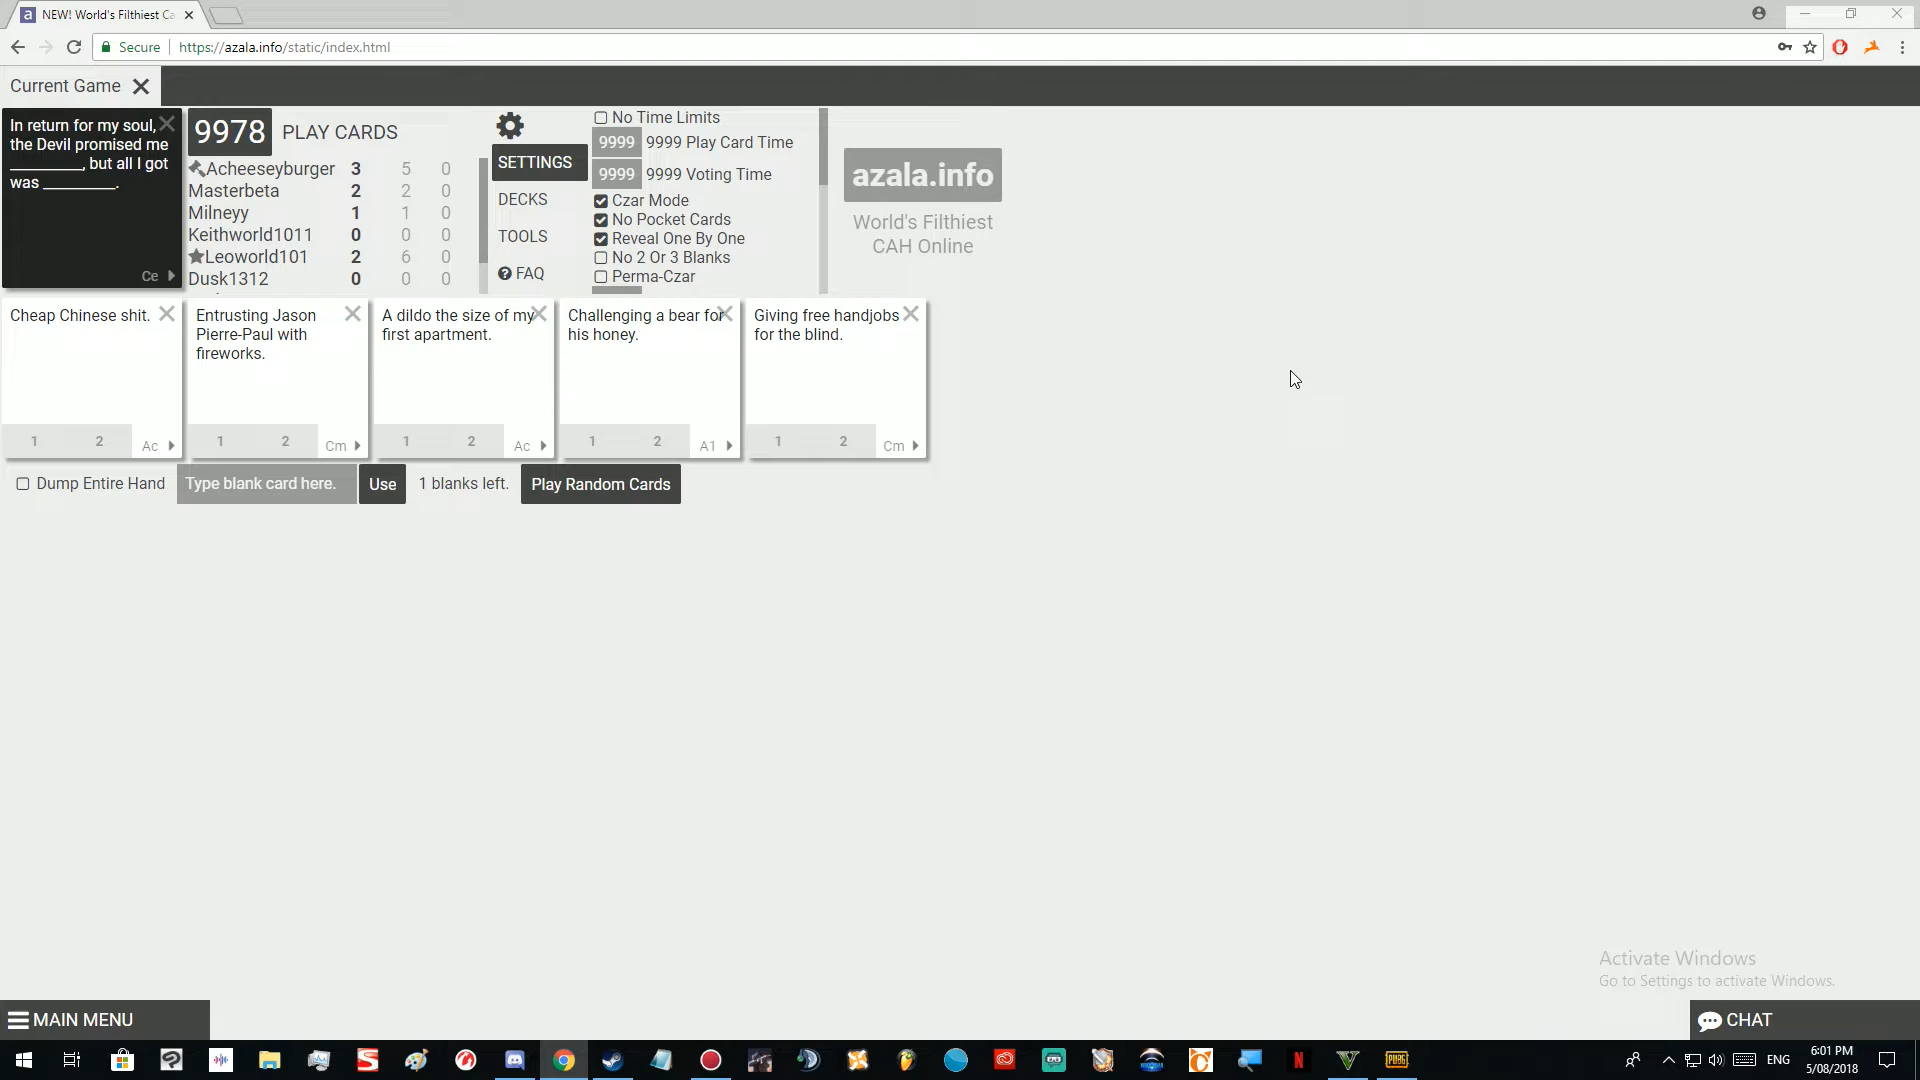 NEW! World's Filthiest Ca
Secure https://azala.info/static/index.html
Current Game
In return for my soul,
the Devil promised me
________, but all I got
was ________.
Ce
9978 PLAY CARDS
Acheeseyburger 3 5 0
Masterbeta 2 2 0
Milneyy 1 1 0
Keithworld1011 0 0 0
Leoworld101 2 6 0
Dusk1312 0 0 0
SETTINGS
DECKS
TOOLS
FAQ
No Time Limits
9999 9999 Play Card Time
9999 9999 Voting Time
Czar Mode
No Pocket Cards
Reveal One By One
No 2 Or 3 Blanks
Perma-Czar
azala.info
World's Filthiest
CAH Online
Cheap Chinese shit.
1 2 Ac
Entrusting Jason
Pierre-Paul with
fireworks.
1 2 Cm
A dildo the size of my
first apartment.
1 2 Ac
Challenging a bear for
his honey.
1 2 A1
Giving free handjobs
for the blind.
1 2 Cm
Dump Entire Hand
Type blank card here.
Use
1 blanks left.
Play Random Cards
Activate Windows
Go to Settings to activate Windows.
MAIN MENU
CHAT
ENG
6:01 PM
5/08/2018